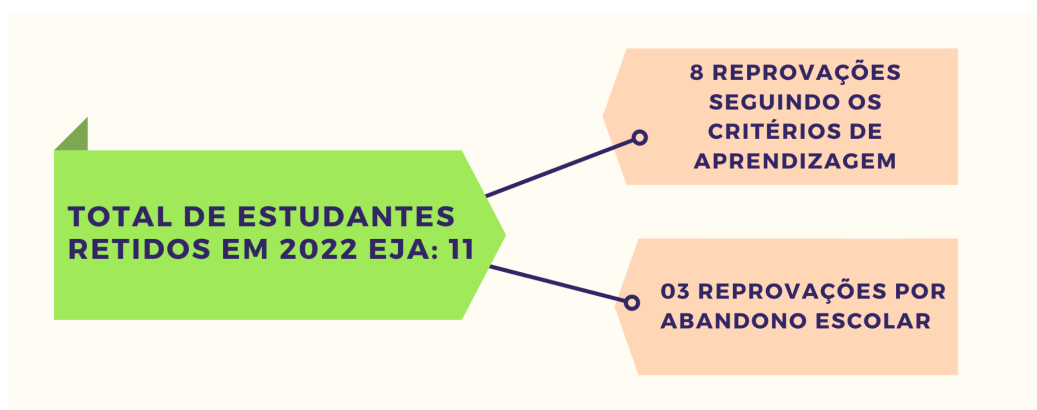 TOTAL DE ESTUDANTES
RETIDOS EM 2022 EJA: 11
8 REPROVAÇÕES
SEGUINDO OS
CRITÉRIOS DE
APRENDIZAGEM
03 REPROVAÇÕES POR
ABANDONO ESCOLAR